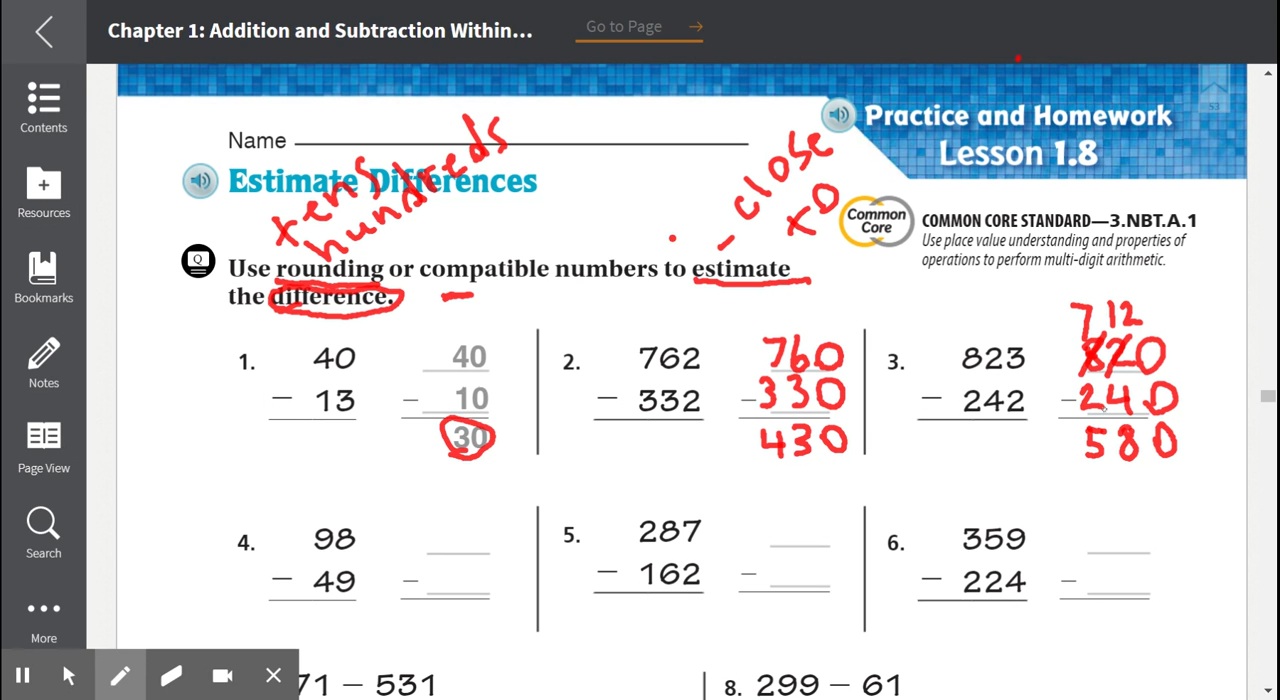 Chapter 1: Addition and Subtraction Within...
Go to Page →
Contents
Resources
Bookmarks
Notes
Page View
Search
More
53
Practice and Homework
Lesson 1.8
Name
Estimate Differences
tens
hundreds
close
to
Common
Core
COMMON CORE STANDARD—3.NBT.A.1
Use place value understanding and properties of
operations to perform multi-digit arithmetic.
Q
Use rounding or compatible numbers to estimate
the difference.
1. 40 40
− 13 − 10
30
2. 762 760
− 332 − 330
430
7 12
3. 823 820
− 242 − 240
580
4. 98
− 49 −
5. 287
− 162 −
6. 359
− 224 −
71 − 531
8. 299 − 61